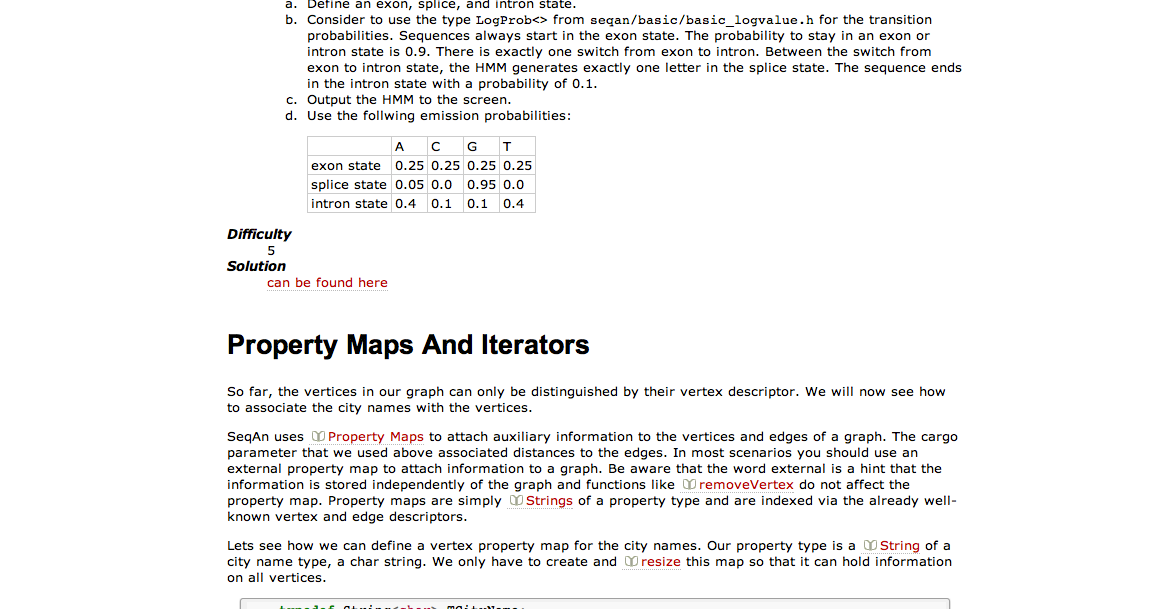 a. Define an exon, splice, and intron state.
b. Consider to use the type LogProb<> from seqan/basic/basic_logvalue.h for the transition
probabilities. Sequences always start in the exon state. The probability to stay in an exon or
intron state is 0.9. There is exactly one switch from exon to intron. Between the switch from
exon to intron state, the HMM generates exactly one letter in the splice state. The sequence ends
in the intron state with a probability of 0.1.
c. Output the HMM to the screen.
d. Use the follwing emission probabilities:
A C G T
exon state 0.25 0.25 0.25 0.25
splice state 0.05 0.0 0.95 0.0
intron state 0.4 0.1 0.1 0.4
Difficulty
5
Solution
can be found here
Property Maps And Iterators
So far, the vertices in our graph can only be distinguished by their vertex descriptor. We will now see how
to associate the city names with the vertices.
SeqAn uses Property Maps to attach auxiliary information to the vertices and edges of a graph. The cargo
parameter that we used above associated distances to the edges. In most scenarios you should use an
external property map to attach information to a graph. Be aware that the word external is a hint that the
information is stored independently of the graph and functions like removeVertex do not affect the
property map. Property maps are simply Strings of a property type and are indexed via the already well-
known vertex and edge descriptors.
Lets see how we can define a vertex property map for the city names. Our property type is a String of a
city name type, a char string. We only have to create and resize this map so that it can hold information
on all vertices.
typedef String<char> TCityName;